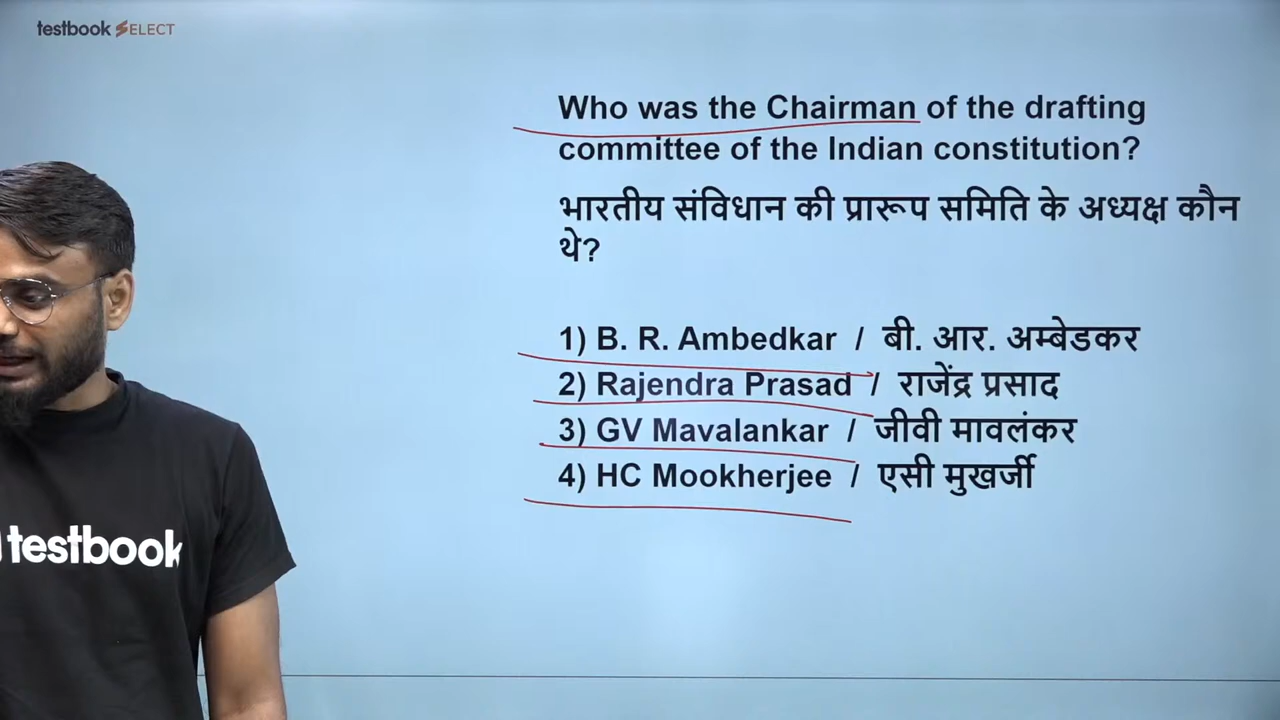 testbook SELECT
Who was the Chairman of the drafting
committee of the Indian constitution?
भारतीय संविधान की प्रारूप समिति के अध्यक्ष कौन
थे?
1) B. R. Ambedkar / बी. आर. अम्बेडकर
2) Rajendra Prasad / राजेंद्र प्रसाद
3) GV Mavalankar / जीवी मावलंकर
4) HC Mookherjee / एसी मुखर्जी
testbook